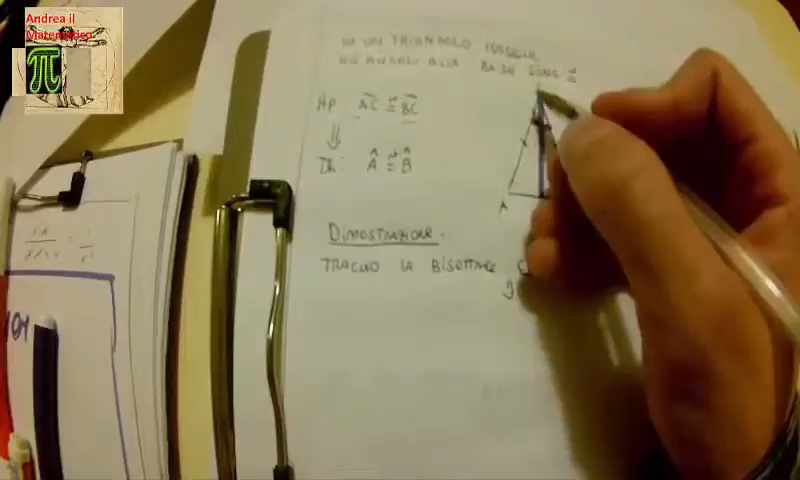 Andrea il
Matematico
π
IN UN TRIANGOLO ISOSCELE
GLI ANGOLI ALLA BASE SONO ≅
Hp: AC ≅ BC
⇓
Th: Â ≅ B̂
A
DIMOSTRAZIONE.
TRACCIO LA BISETTRICE